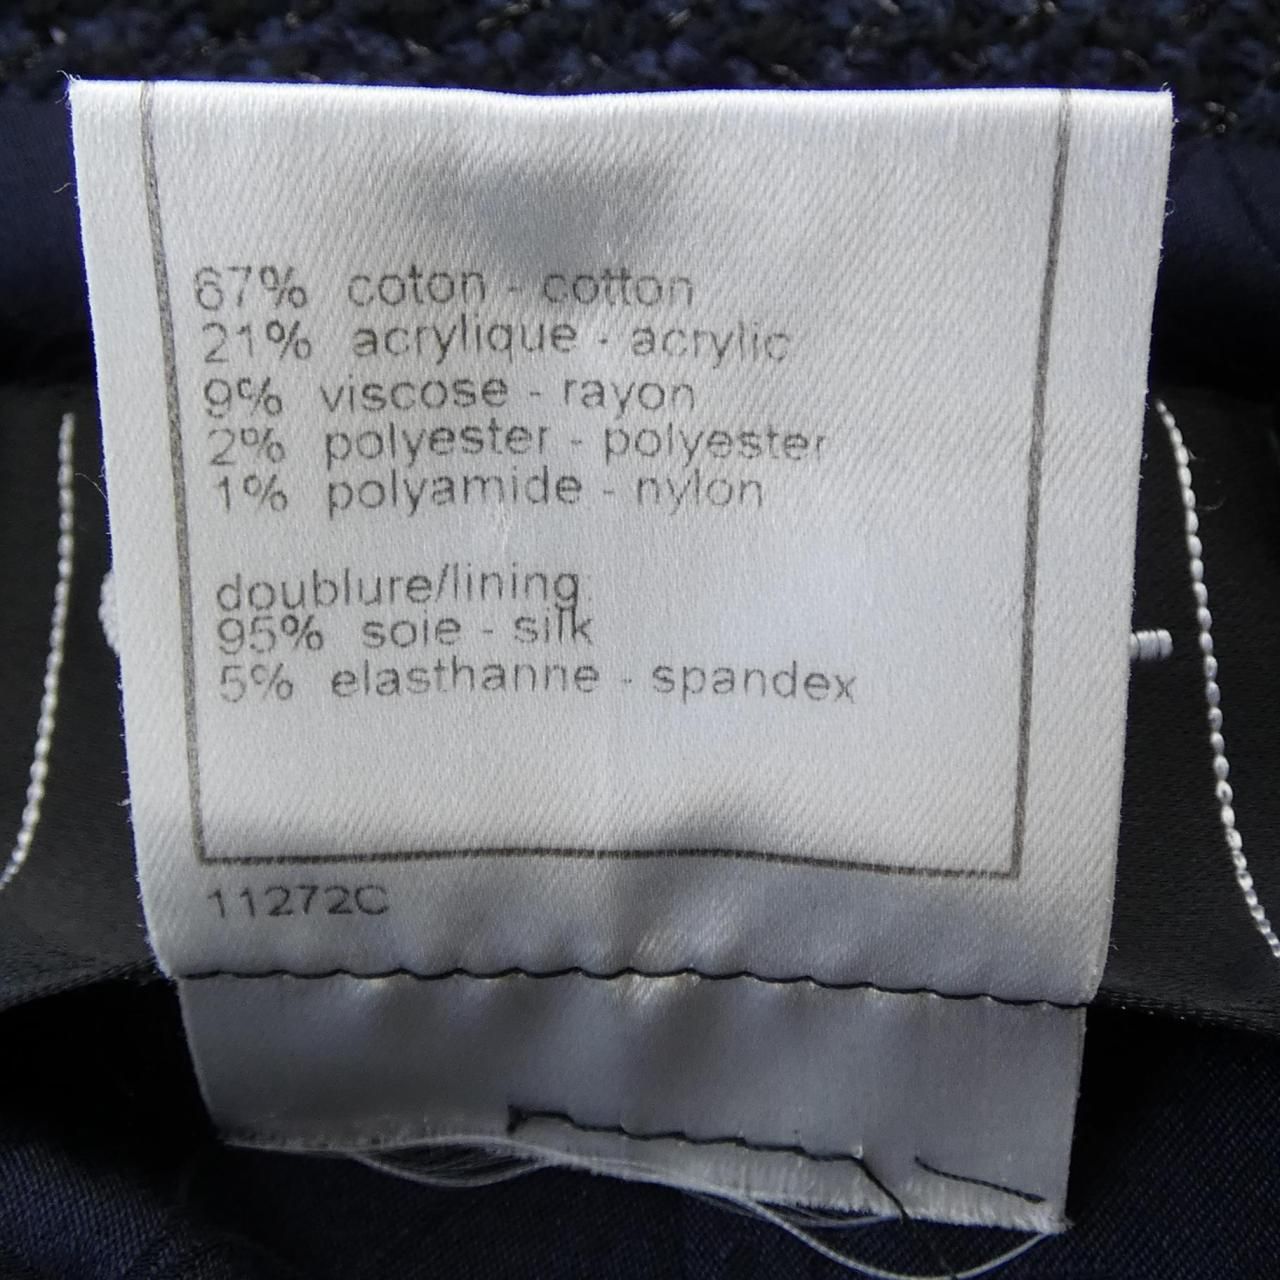 67% coton - cotton
21% acrylique - acrylic
9% viscose - rayon
2% polyester - polyester
1% polyamide - nylon
doublure/lining
95% soie - silk
5% elasthanne - spandex
11272C